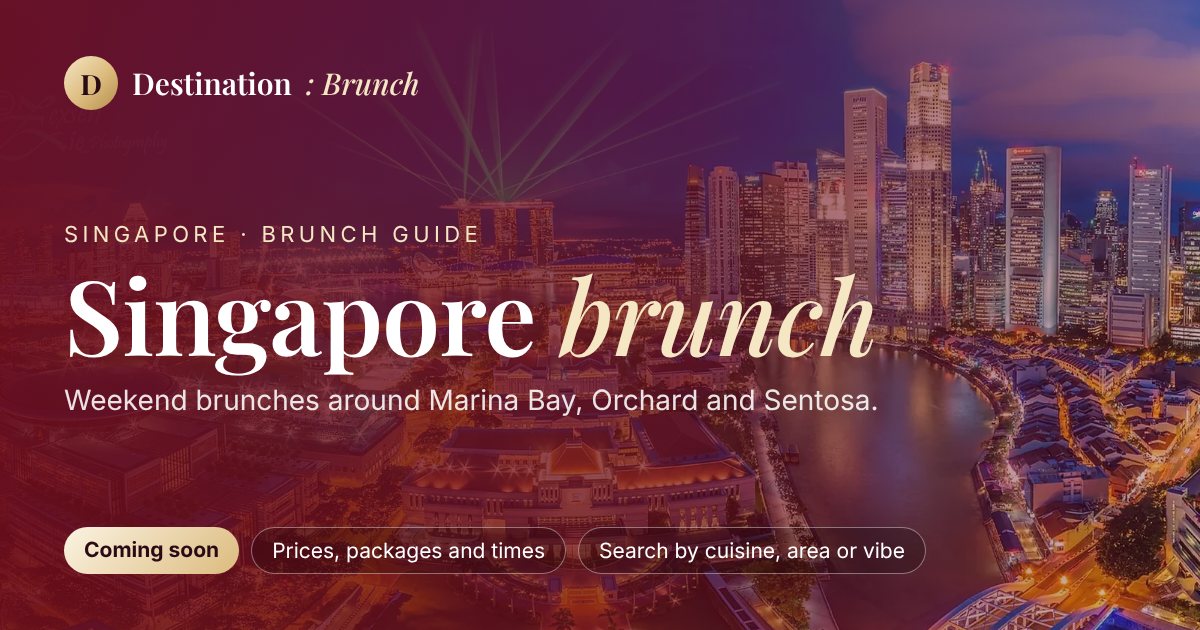 D Destination : Brunch
SINGAPORE · BRUNCH GUIDE
Singapore brunch
Weekend brunches around Marina Bay, Orchard and Sentosa.
Coming soon
Prices, packages and times
Search by cuisine, area or vibe